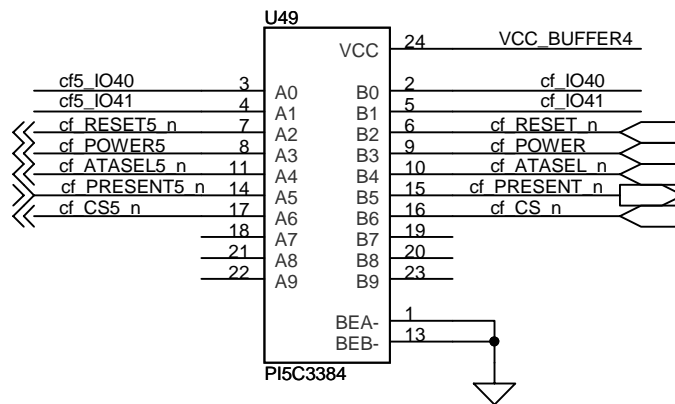 U49
VCC 24 VCC_BUFFER4
cf5_IO40 3 A0 B0 2 cf_IO40
cf5_IO41 4 A1 B1 5 cf_IO41
cf_RESET5_n 7 A2 B2 6 cf_RESET_n
cf_POWER5 8 A3 B3 9 cf_POWER
cf_ATASEL5_n 11 A4 B4 10 cf_ATASEL_n
cf_PRESENT5_n 14 A5 B5 15 cf_PRESENT_n
cf_CS5_n 17 A6 B6 16 cf_CS_n
18 A7 B7 19
21 A8 B8 20
22 A9 B9 23
BEA- 1
BEB- 13
PI5C3384